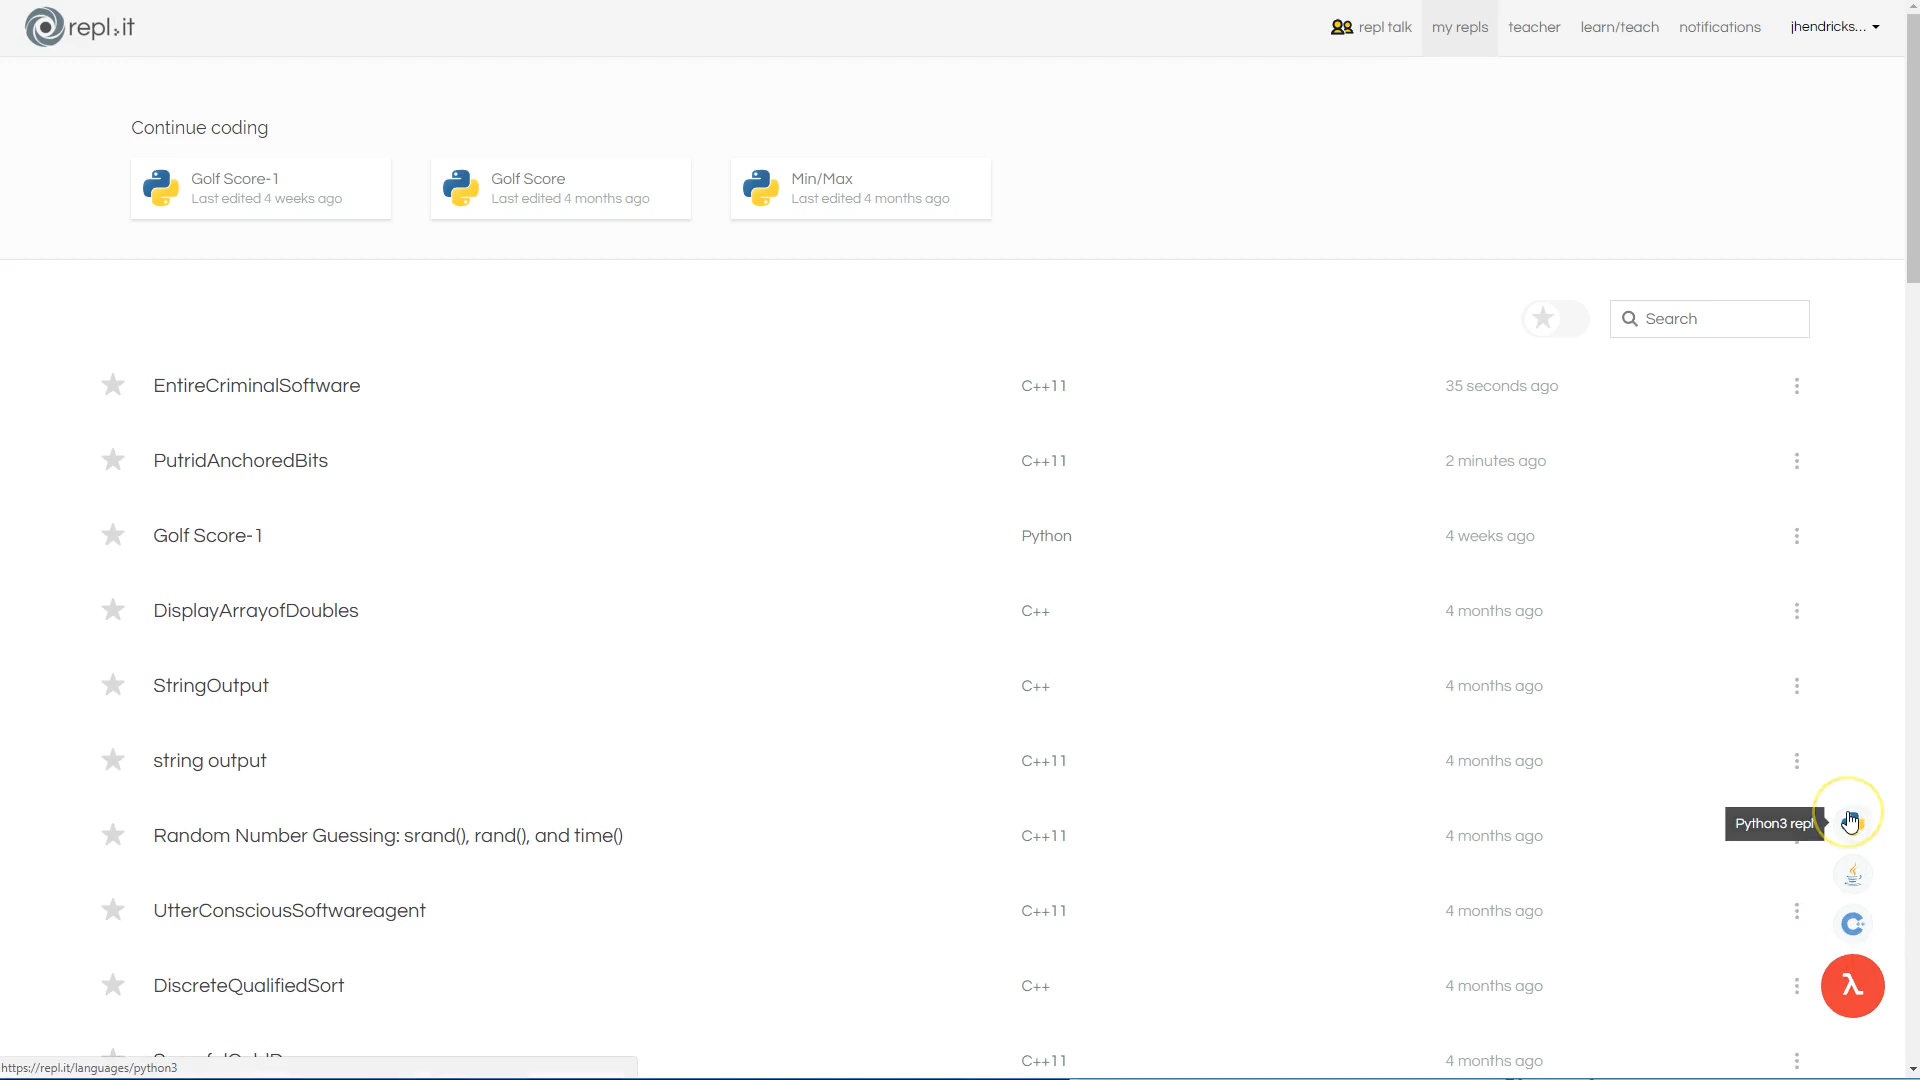 repl.it
repl talk
my repls
teacher
learn/teach
notifications
jhendricks...
Continue coding
Golf Score-1
Last edited 4 weeks ago
Golf Score
Last edited 4 months ago
Min/Max
Last edited 4 months ago
Search
EntireCriminalSoftware C++11 35 seconds ago
PutridAnchoredBits C++11 2 minutes ago
Golf Score-1 Python 4 weeks ago
DisplayArrayofDoubles C++ 4 months ago
StringOutput C++ 4 months ago
string output C++11 4 months ago
Python3 repl
Random Number Guessing: srand(), rand(), and time() C++11 4 months ago
UtterConsciousSoftwareagent C++11 4 months ago
DiscreteQualifiedSort C++ 4 months ago
C++11 4 months ago
https://repl.it/languages/python3